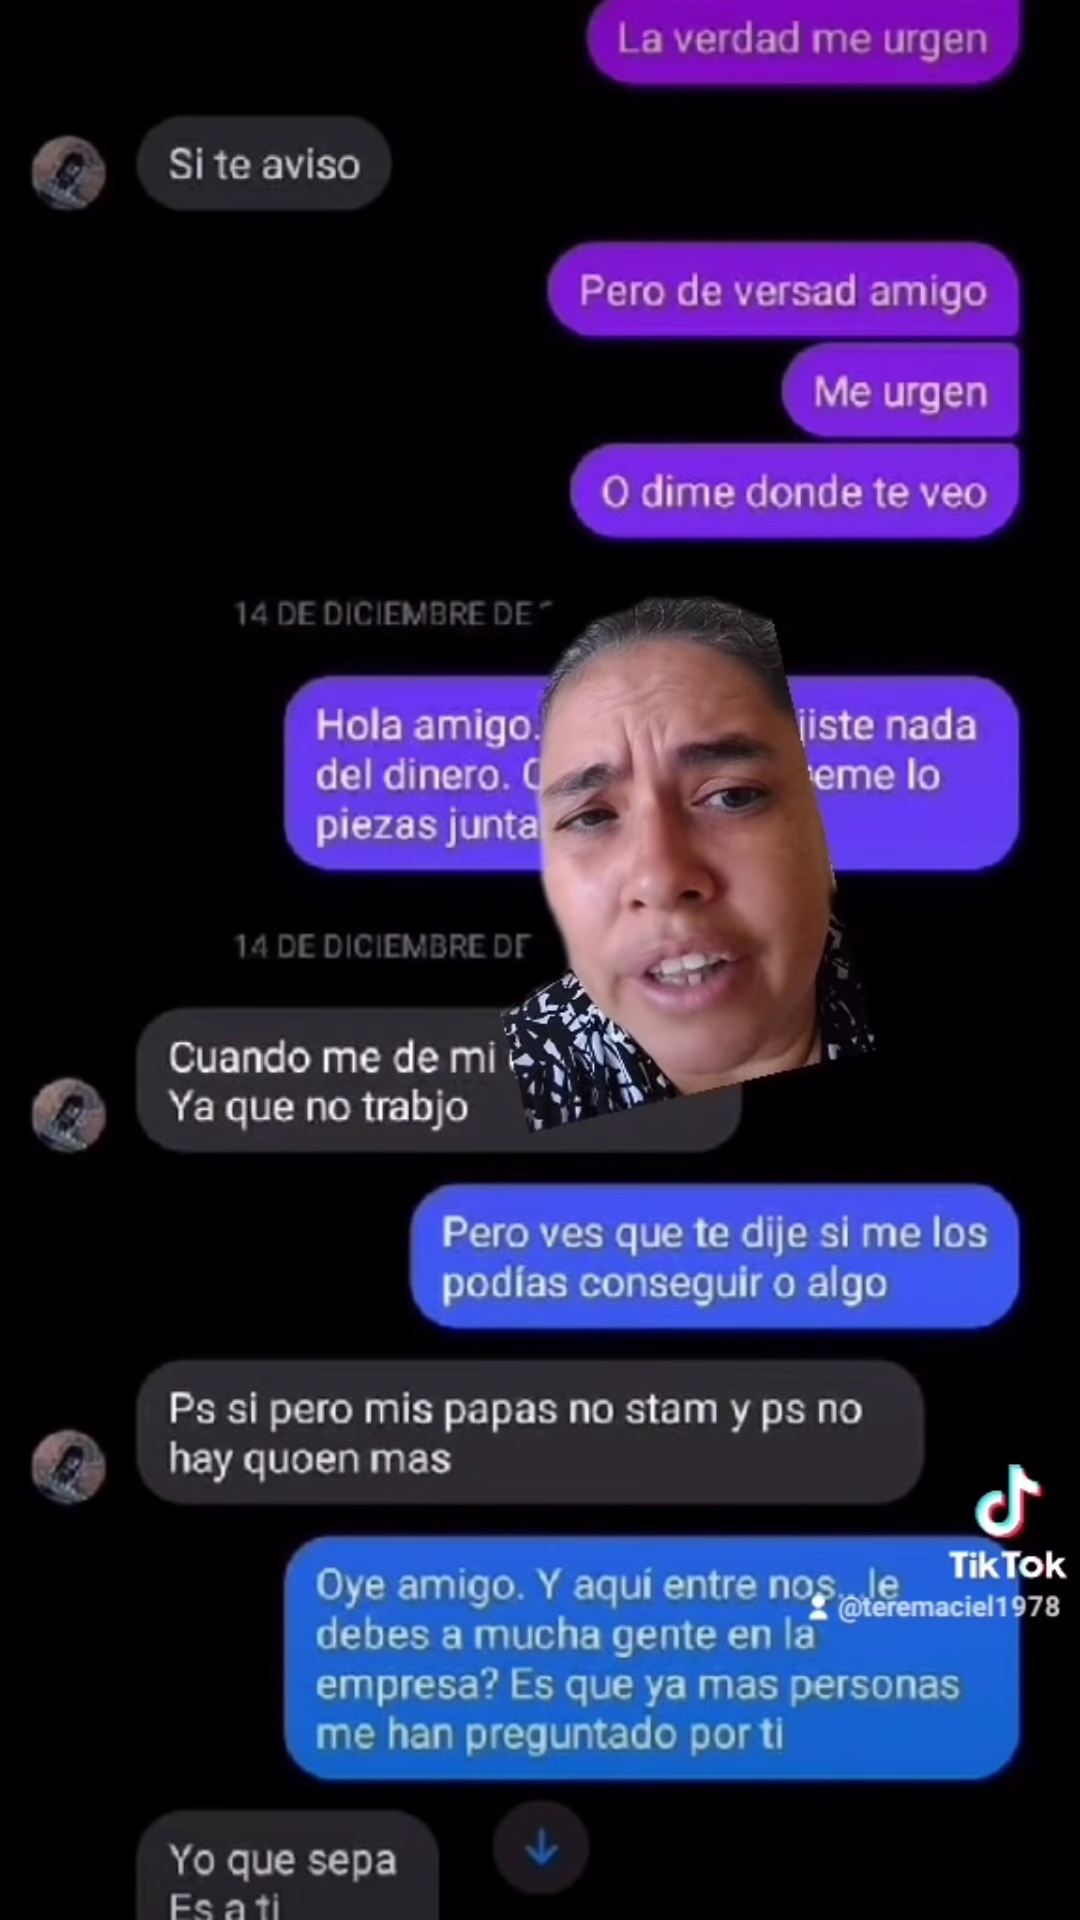 La verdad me urgen
Si te aviso
Pero de versad amigo
Me urgen
O dime donde te veo
14 DE DICIEMBRE DE
Hola amigo. nada
del dinero. lo
piezas
14 DE DICIEMBRE DE
Cuando me de mi
Ya que no trabjo
Pero ves que te dije si me los
podías conseguir o algo
Ps si pero mis papas no stam y ps no
hay quoen mas
Oye amigo. Y aquí entre nos...le
debes a mucha gente en la
empresa? Es que ya mas personas
me han preguntado por ti
TikTok
@teremaciel1978
Yo que sepa
Es a ti